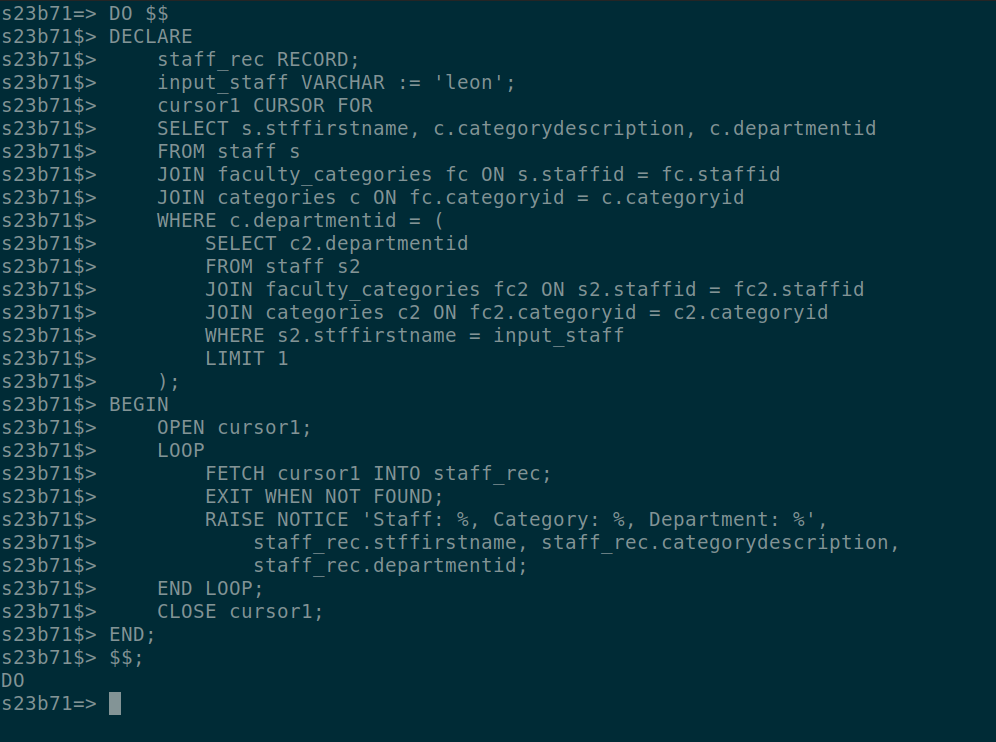 s23b71=> DO $$
s23b71$> DECLARE
s23b71$>     staff_rec RECORD;
s23b71$>     input_staff VARCHAR := 'leon';
s23b71$>     cursor1 CURSOR FOR
s23b71$>     SELECT s.stffirstname, c.categorydescription, c.departmentid
s23b71$>     FROM staff s
s23b71$>     JOIN faculty_categories fc ON s.staffid = fc.staffid
s23b71$>     JOIN categories c ON fc.categoryid = c.categoryid
s23b71$>     WHERE c.departmentid = (
s23b71$>         SELECT c2.departmentid
s23b71$>         FROM staff s2
s23b71$>         JOIN faculty_categories fc2 ON s2.staffid = fc2.staffid
s23b71$>         JOIN categories c2 ON fc2.categoryid = c2.categoryid
s23b71$>         WHERE s2.stffirstname = input_staff
s23b71$>         LIMIT 1
s23b71$>     );
s23b71$> BEGIN
s23b71$>     OPEN cursor1;
s23b71$>     LOOP
s23b71$>         FETCH cursor1 INTO staff_rec;
s23b71$>         EXIT WHEN NOT FOUND;
s23b71$>         RAISE NOTICE 'Staff: %, Category: %, Department: %',
s23b71$>             staff_rec.stffirstname, staff_rec.categorydescription,
s23b71$>             staff_rec.departmentid;
s23b71$>     END LOOP;
s23b71$>     CLOSE cursor1;
s23b71$> END;
s23b71$> $$;
DO
s23b71=>